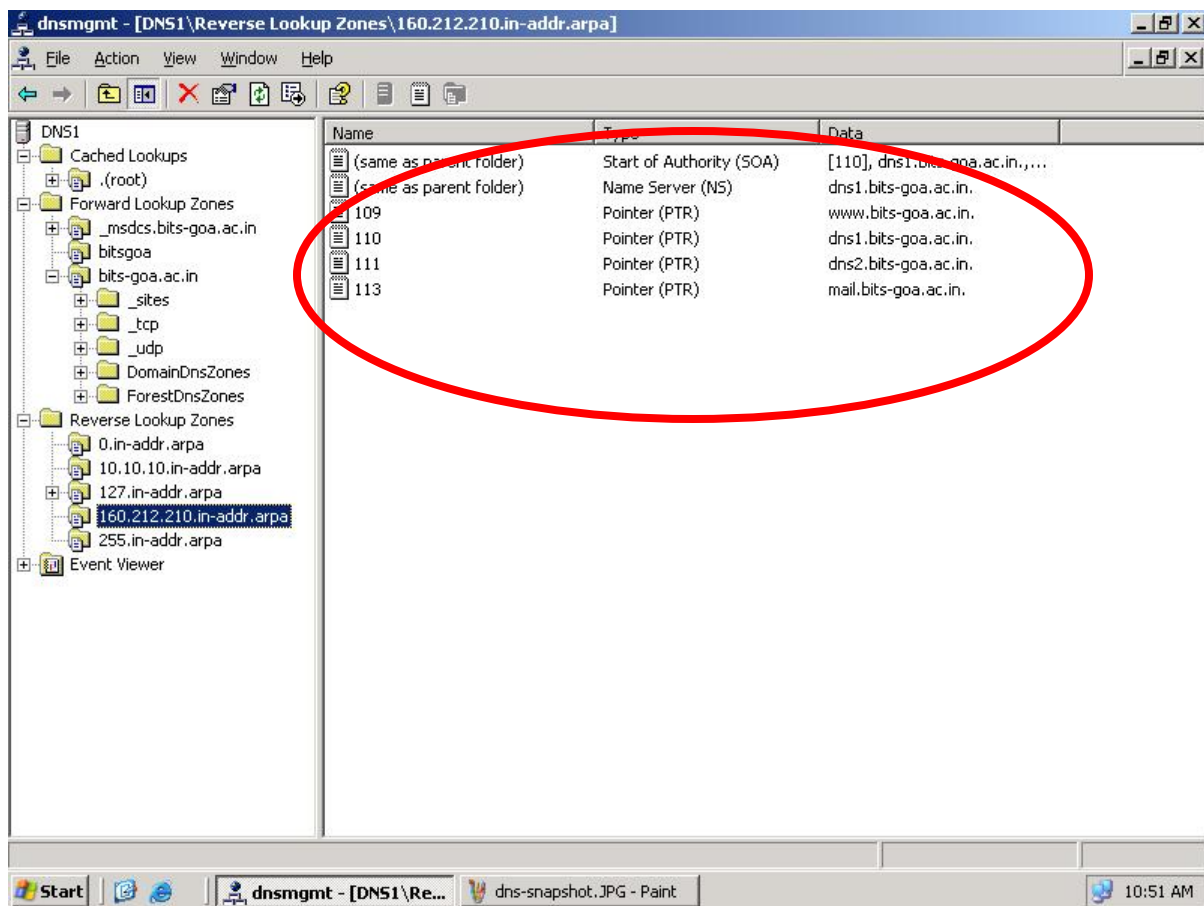 dnsmgmt - [DNS1\Reverse Lookup Zones\160.212.210.in-addr.arpa]
File Action View Window Help
DNS1
Cached Lookups
.(root)
Forward Lookup Zones
_msdcs.bits-goa.ac.in
bitsgoa
bits-goa.ac.in
_sites
_tcp
_udp
DomainDnsZones
ForestDnsZones
Reverse Lookup Zones
0.in-addr.arpa
10.10.10.in-addr.arpa
127.in-addr.arpa
160.212.210.in-addr.arpa
255.in-addr.arpa
Event Viewer
Name Type Data
(same as parent folder) Start of Authority (SOA) [110], dns1.bits-goa.ac.in.,...
(same as parent folder) Name Server (NS) dns1.bits-goa.ac.in.
109 Pointer (PTR) www.bits-goa.ac.in.
110 Pointer (PTR) dns1.bits-goa.ac.in.
111 Pointer (PTR) dns2.bits-goa.ac.in.
113 Pointer (PTR) mail.bits-goa.ac.in.
Start dnsmgmt - [DNS1\Re... dns-snapshot.JPG - Paint 10:51 AM